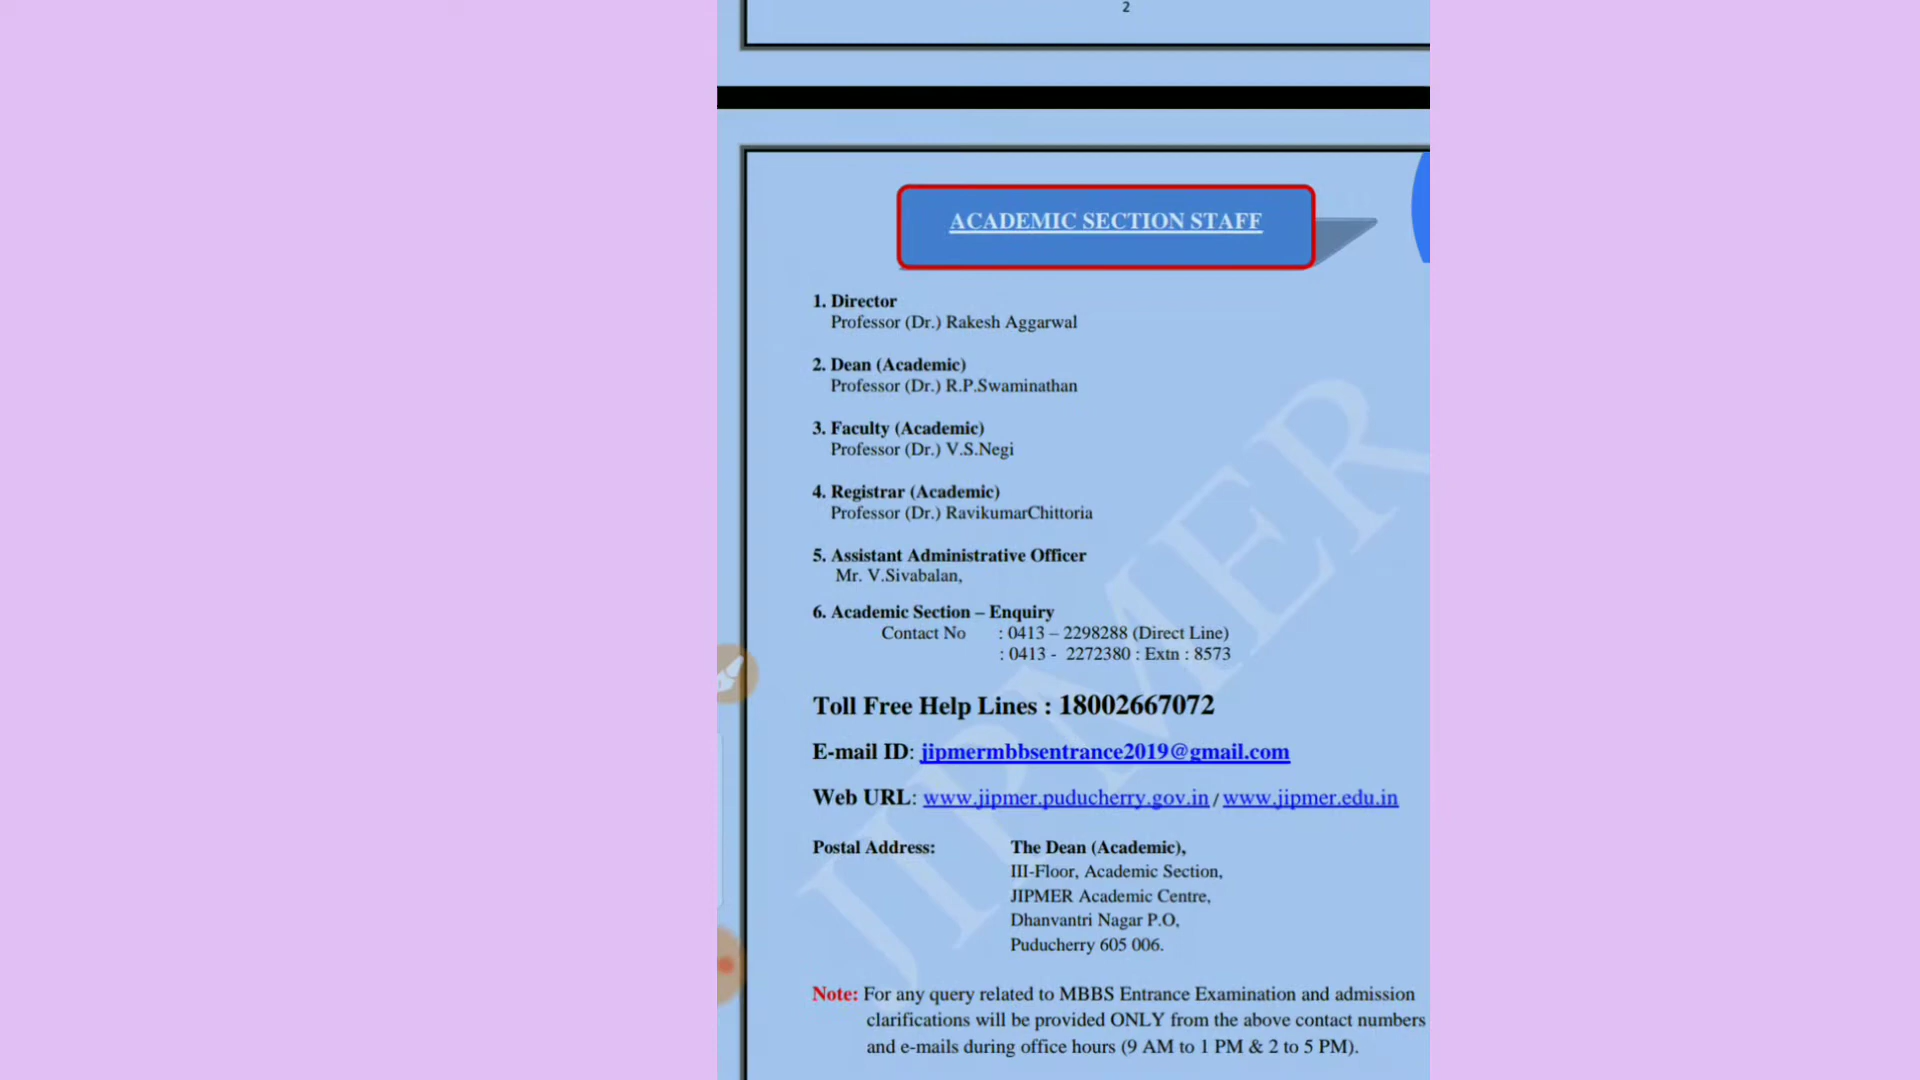 2
ACADEMIC SECTION STAFF
1. Director
Professor (Dr.) Rakesh Aggarwal
2. Dean (Academic)
Professor (Dr.) R.P.Swaminathan
3. Faculty (Academic)
Professor (Dr.) V.S.Negi
4. Registrar (Academic)
Professor (Dr.) RavikumarChittoria
5. Assistant Administrative Officer
Mr. V.Sivabalan,
6. Academic Section – Enquiry
Contact No : 0413 – 2298288 (Direct Line)
: 0413 - 2272380 : Extn : 8573
Toll Free Help Lines : 18002667072
E-mail ID: jipmermbbsentrance2019@gmail.com
Web URL: www.jipmer.puducherry.gov.in / www.jipmer.edu.in
Postal Address: The Dean (Academic),
III-Floor, Academic Section,
JIPMER Academic Centre,
Dhanvantri Nagar P.O,
Puducherry 605 006.
Note: For any query related to MBBS Entrance Examination and admission
clarifications will be provided ONLY from the above contact numbers
and e-mails during office hours (9 AM to 1 PM & 2 to 5 PM).
JIPMER